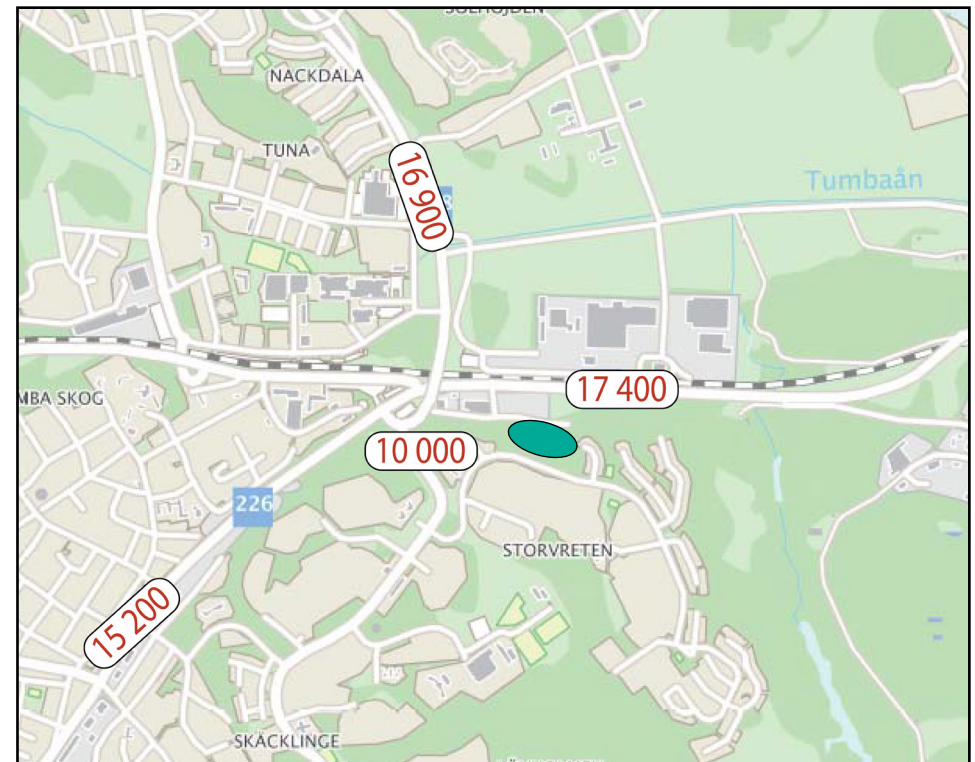 NACKDALA
TUNA
16 900
Tumbaån
17 400
MBA SKOG
10 000
226
STORVRETEN
15 200
SKÄCKLINGE